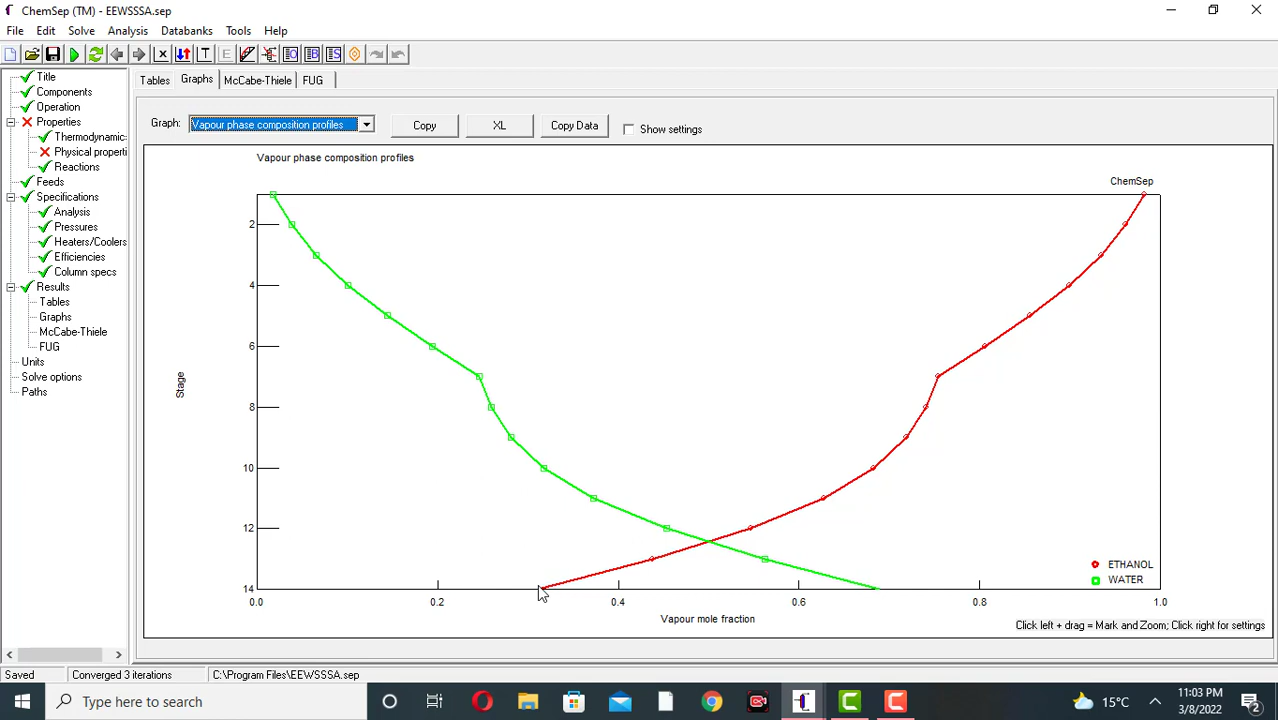 ChemSep (TM) - EEWSSSA.sep
File Edit Solve Analysis Databanks Tools Help
Title
Components
Operation
Properties
Thermodynamic:
Physical properti
Reactions
Feeds
Specifications
Analysis
Pressures
Heaters/Coolers
Efficiencies
Column specs
Results
Tables
Graphs
McCabe-Thiele
FUG
Units
Solve options
Paths
Tables Graphs McCabe-Thiele FUG
Graph: Vapour phase composition profiles Copy XL Copy Data Show settings
Vapour phase composition profiles
ChemSep
2
4
6
8
10
12
14
Stage
0.0 0.2 0.4 0.6 0.8 1.0
Vapour mole fraction
ETHANOL
WATER
Click left + drag = Mark and Zoom; Click right for settings
Saved Converged 3 iterations C:\Program Files\EEWSSSA.sep
Type here to search
15°C
11:03 PM
3/8/2022
2